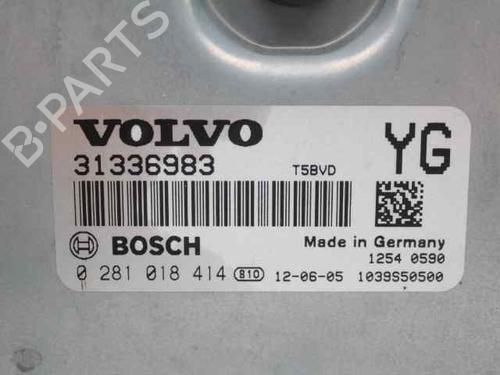 B-PARTS
VOLVO
YG
31336983
T5BVD
BOSCH
Made in Germany
1254 0590
0 281 018 414 B10 12-06-05 1039S50500